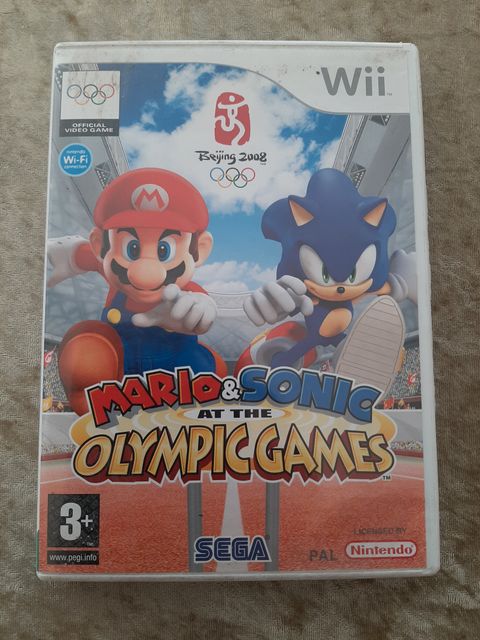 Wii
OFFICIAL
VIDEO GAME
Nintendo
Wi-Fi
connection
Beijing 2008
M
MARIO & SONIC
AT THE
OLYMPIC GAMES
TM
3+
www.pegi.info
SEGA
LICENSED BY
PAL
Nintendo